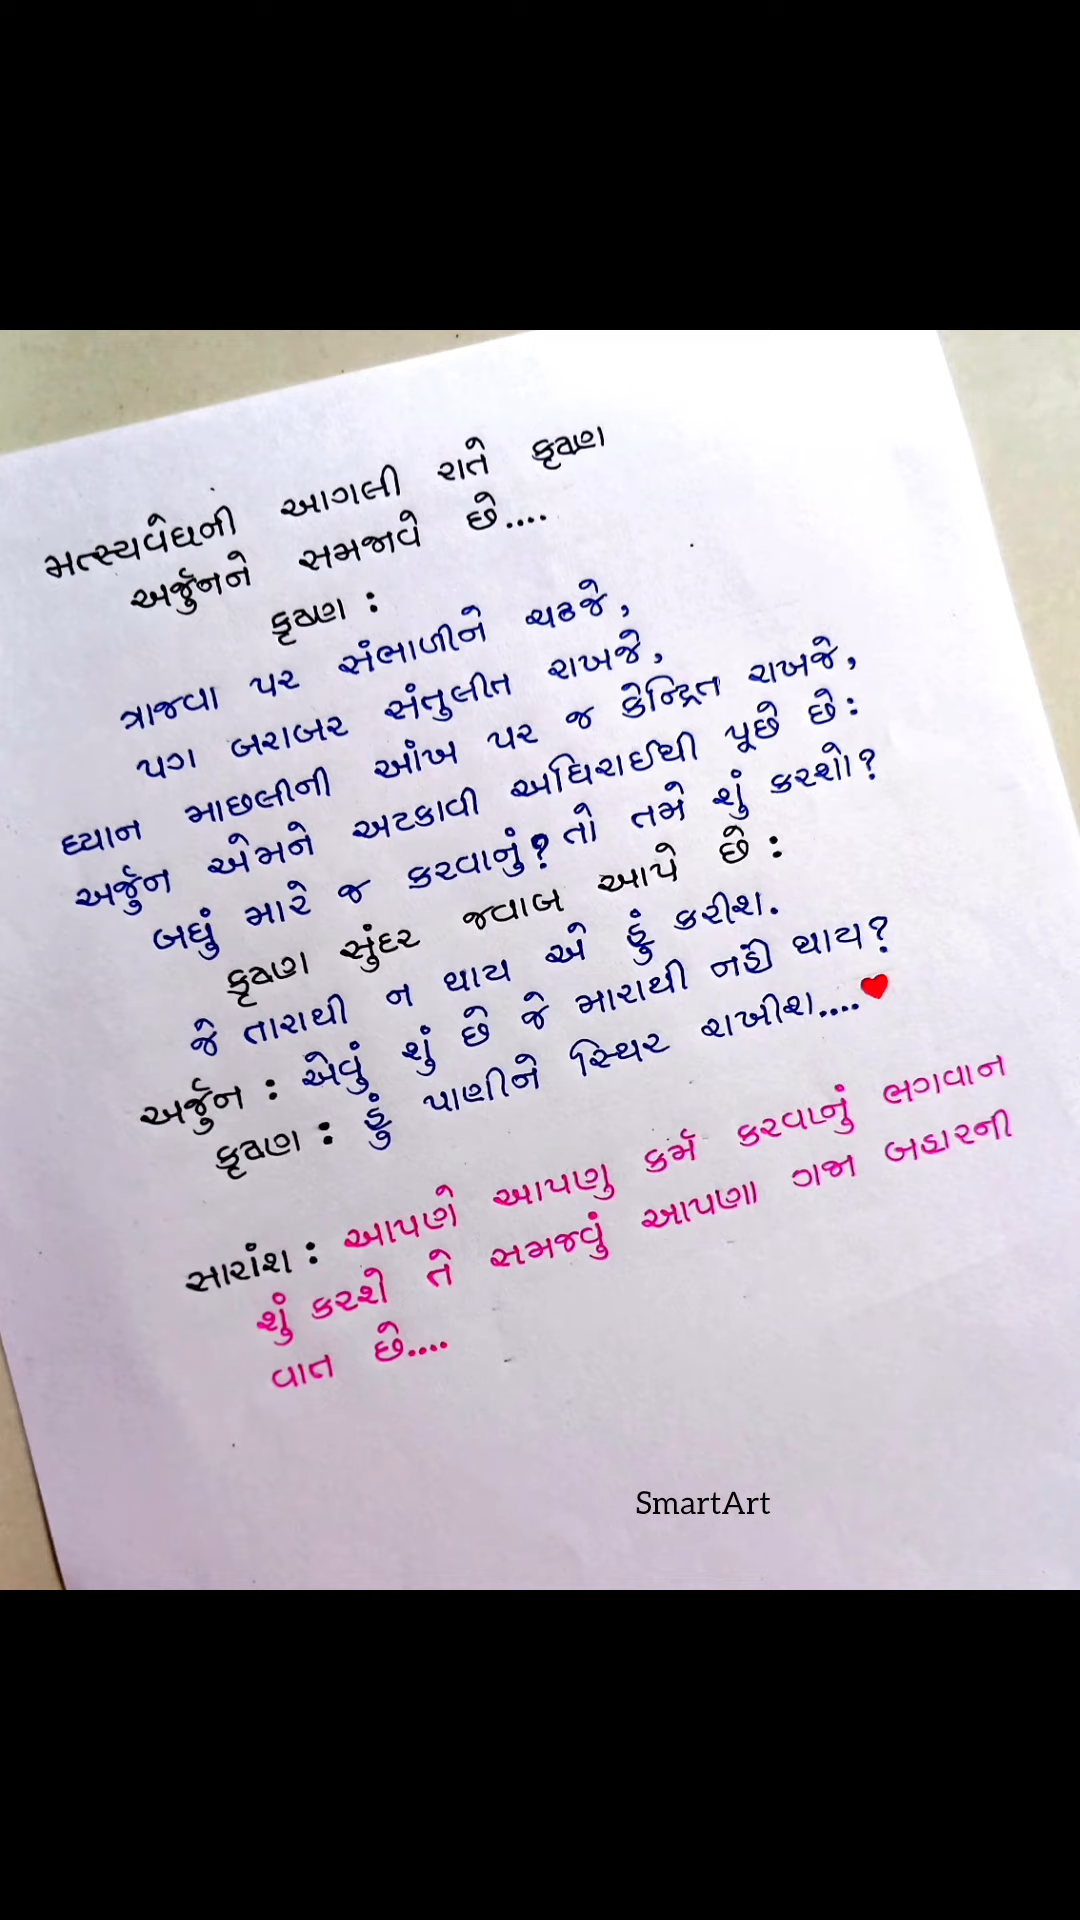 મત્સ્યવેધની આગલી રાતે કૃષ્ણ
અર્જુનને સમજાવે છે....
કૃષ્ણ :
ત્રાજવા પર સંભાળીને ચઢજે,
પગ બરાબર સંતુલીત રાખજે,
ધ્યાન માછલીની આંખ પર જ કેન્દ્રિત રાખજે,
અર્જુન એમને અટકાવી અધિરાઈથી પૂછે છે:
બધું મારે જ કરવાનું? તો તમે શું કરશો?
કૃષ્ણ સુંદર જવાબ આપે છે :
જે તારાથી ન થાય એ હું કરીશ.
અર્જુન : એવું શું છે જે મારાથી નહી થાય?
કૃષ્ણ : હું પાણીને સ્થિર રાખીશ....♥
સારાંશ : આપણે આપણુ કર્મ કરવાનું ભગવાન
શું કરશે તે સમજવું આપણા ગજા બહારની
વાત છે....
SmartArt